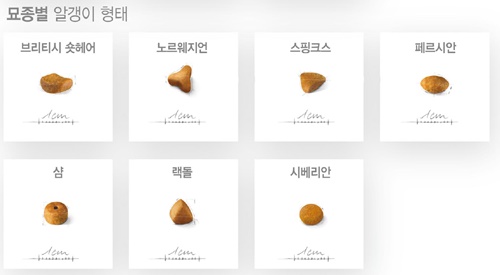 묘종별 알갱이 형태
브리티시 숏헤어
노르웨지언
스핑크스
페르시안
1cm
1cm
1cm
1cm
샴
랙돌
시베리안
1cm
1cm
1cm